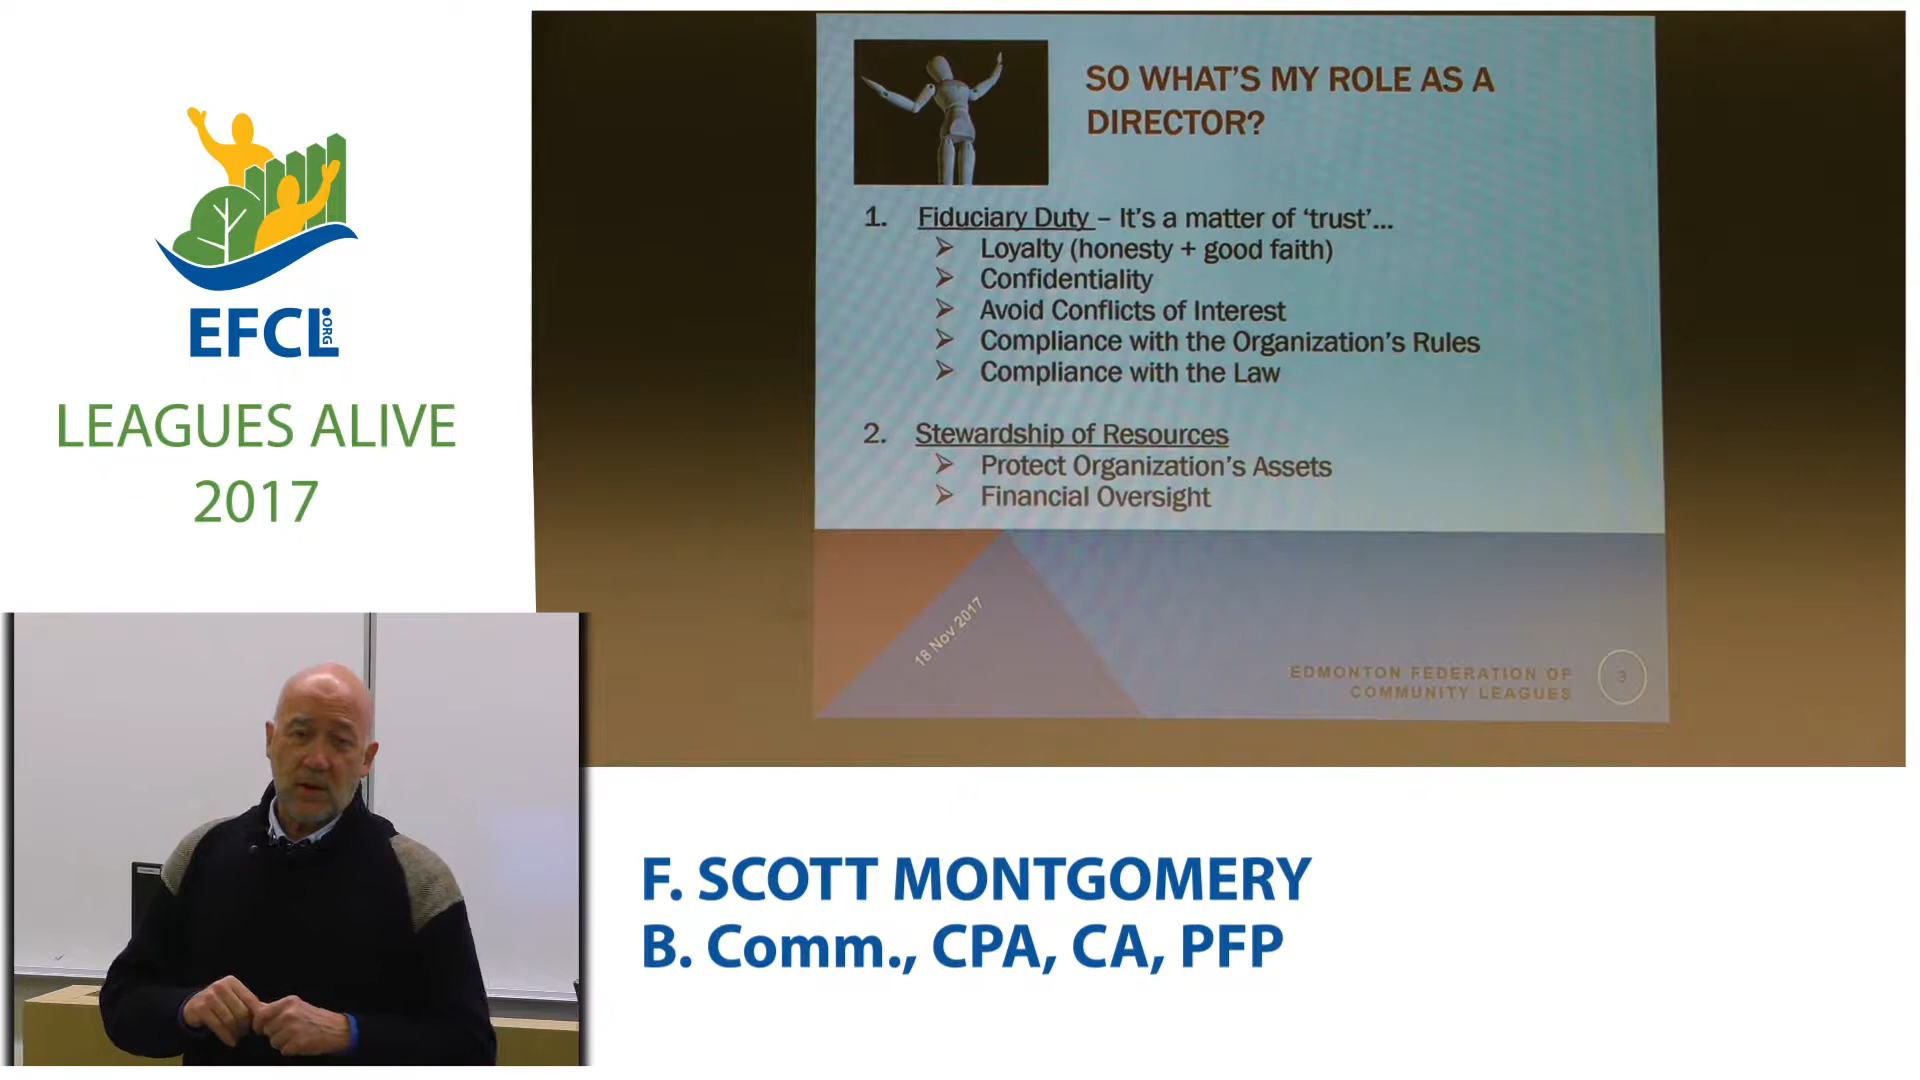 EFCL.ORG
LEAGUES ALIVE
2017
SO WHAT'S MY ROLE AS A
DIRECTOR?
1. Fiduciary Duty – It's a matter of 'trust'...
➢ Loyalty (honesty + good faith)
➢ Confidentiality
➢ Avoid Conflicts of Interest
➢ Compliance with the Organization's Rules
➢ Compliance with the Law
2. Stewardship of Resources
➢ Protect Organization's Assets
➢ Financial Oversight
18 Nov 2017
EDMONTON FEDERATION OF
COMMUNITY LEAGUES
3
F. SCOTT MONTGOMERY
B. Comm., CPA, CA, PFP